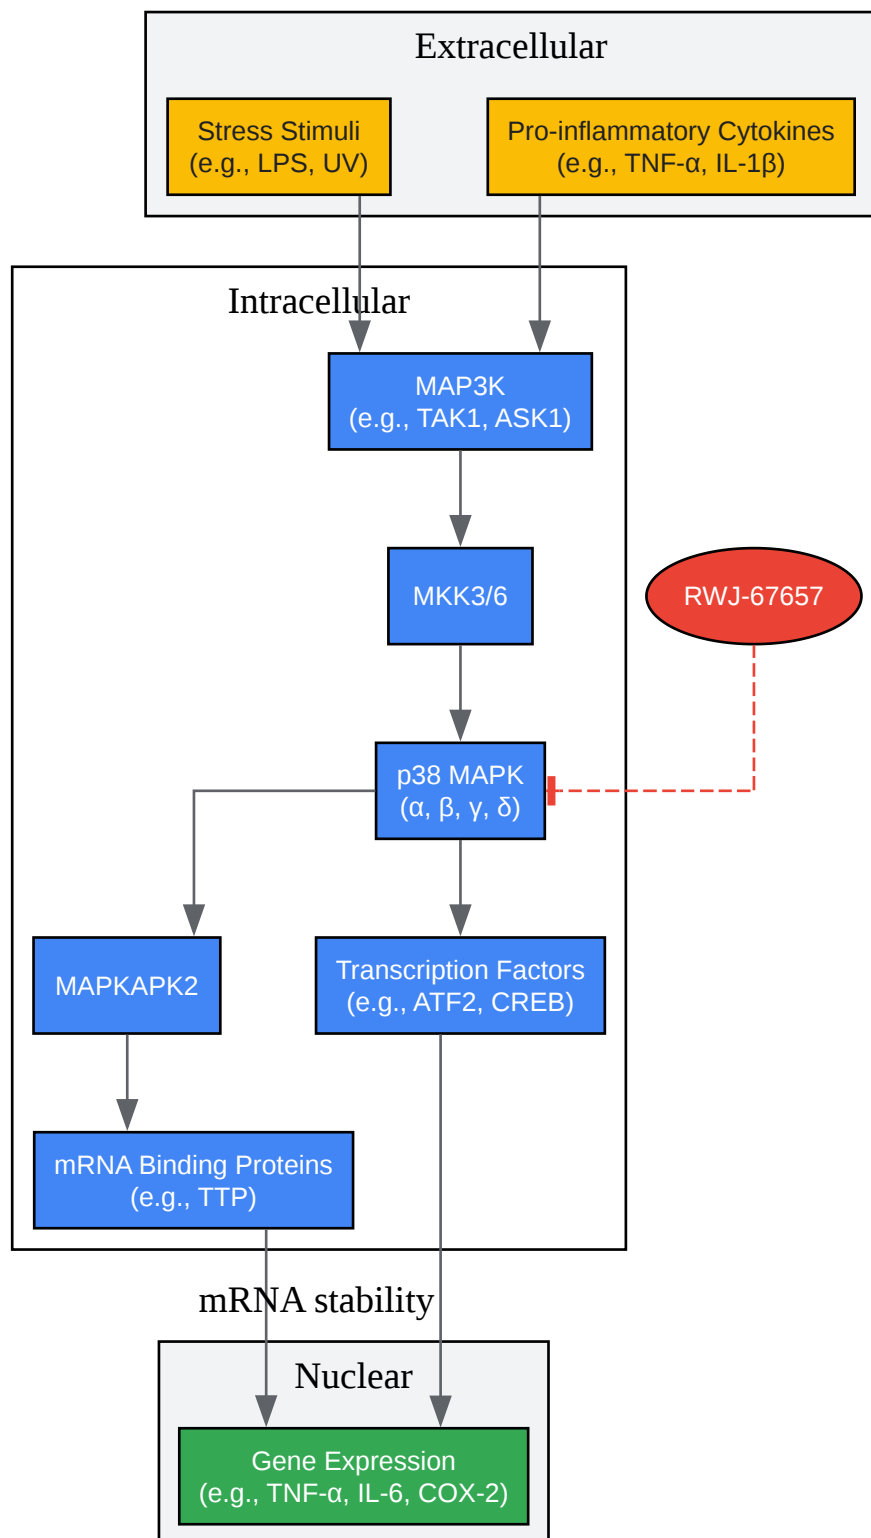 Extracellular
Stress Stimuli
(e.g., LPS, UV)
Pro-inflammatory Cytokines
(e.g., TNF-α, IL-1β)
Intracellular
MAP3K
(e.g., TAK1, ASK1)
MKK3/6
RWJ-67657
p38 MAPK
(α, β, γ, δ)
MAPKAPK2
Transcription Factors
(e.g., ATF2, CREB)
mRNA Binding Proteins
(e.g., TTP)
mRNA stability
Nuclear
Gene Expression
(e.g., TNF-α, IL-6, COX-2)